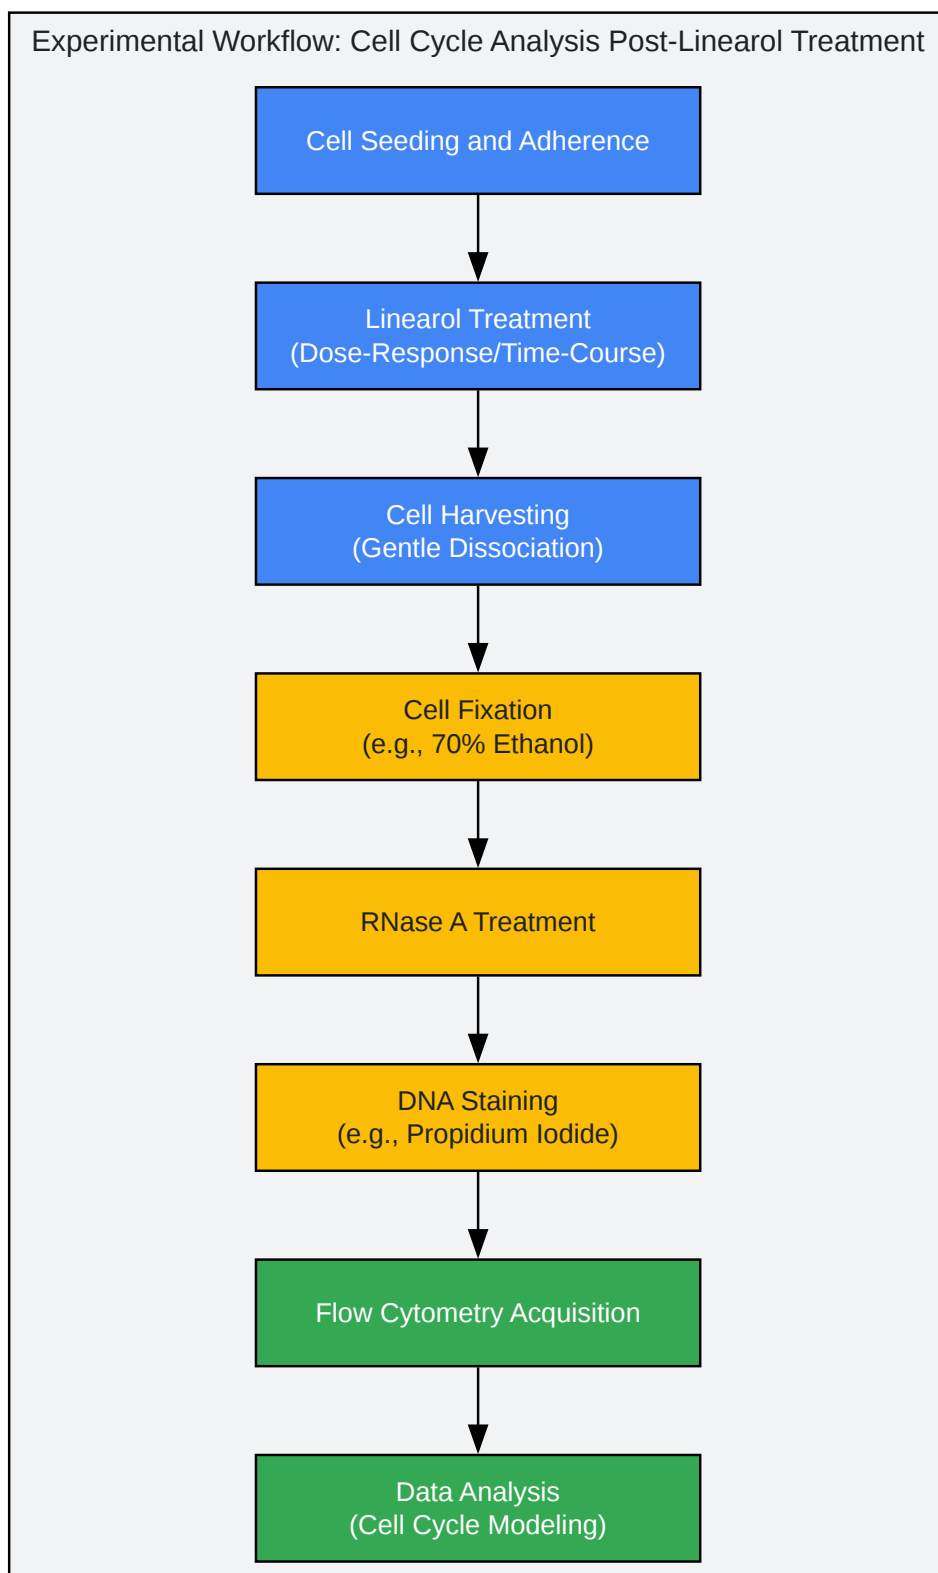 Experimental Workflow: Cell Cycle Analysis Post-Linearol Treatment
Cell Seeding and Adherence
Linearol Treatment
(Dose-Response/Time-Course)
Cell Harvesting
(Gentle Dissociation)
Cell Fixation
(e.g., 70% Ethanol)
RNase A Treatment
DNA Staining
(e.g., Propidium Iodide)
Flow Cytometry Acquisition
Data Analysis
(Cell Cycle Modeling)